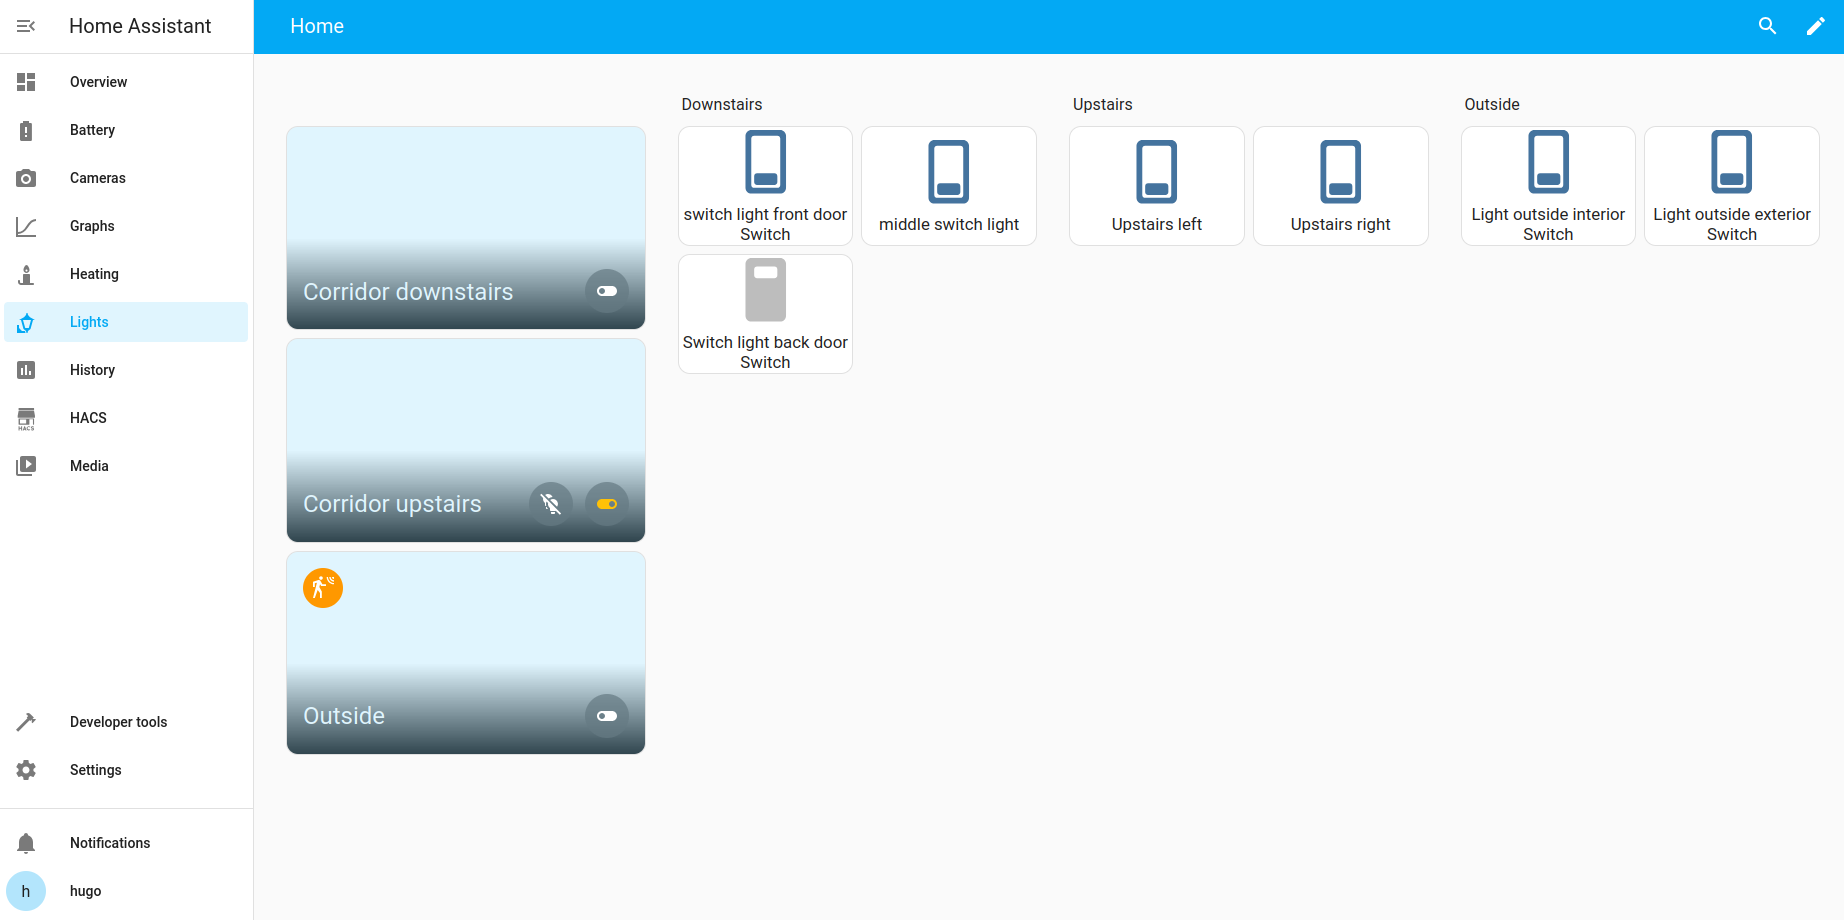 Home Assistant
Home
Overview
Battery
Cameras
Graphs
Heating
Lights
History
HACS
HACS
Media
Developer tools
Settings
Notifications
h
hugo
Corridor downstairs
Corridor upstairs
Outside
Downstairs
switch light front door
Switch
middle switch light
Switch light back door
Switch
Upstairs
Upstairs left
Upstairs right
Outside
Light outside interior
Switch
Light outside exterior
Switch